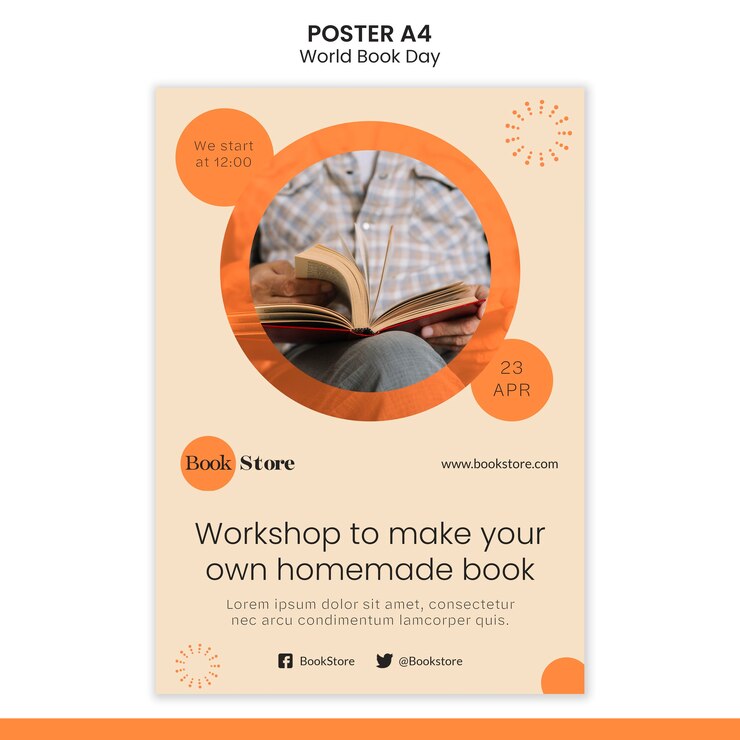 POSTER A4
World Book Day
We start
at 12:00
23
APR
Book Store
www.bookstore.com
Workshop to make your
own homemade book
Lorem ipsum dolor sit amet, consectetur
nec arcu condimentum lamcorper quis.
BookStore
@Bookstore